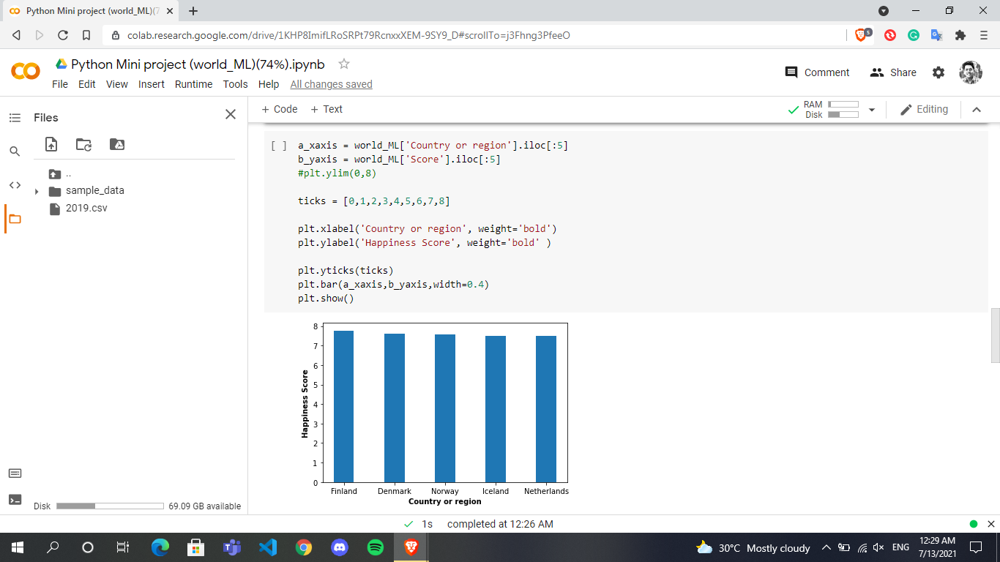 Python Mini project (world_ML)(7
colab.research.google.com/drive/1KHP8ImifLRoSRPt79RcnxxXEM-9SY9_D#scrollTo=j3Fhng3PfeeO
5
Python Mini project (world_ML)(74%).ipynb
File Edit View Insert Runtime Tools Help All changes saved
Comment Share
Files
+ Code + Text
RAM
Disk
Editing
..
sample_data
2019.csv
[ ]
a_xaxis = world_ML['Country or region'].iloc[:5]
b_yaxis = world_ML['Score'].iloc[:5]
#plt.ylim(0,8)
ticks = [0,1,2,3,4,5,6,7,8]
plt.xlabel('Country or region', weight='bold')
plt.ylabel('Happiness Score', weight='bold' )
plt.yticks(ticks)
plt.bar(a_xaxis,b_yaxis,width=0.4)
plt.show()
8
7
6
5
4
3
2
1
0
Happiness Score
Finland Denmark Norway Iceland Netherlands
Country or region
Disk 69.09 GB available
1s completed at 12:26 AM
30°C Mostly cloudy
ENG
12:29 AM
7/13/2021